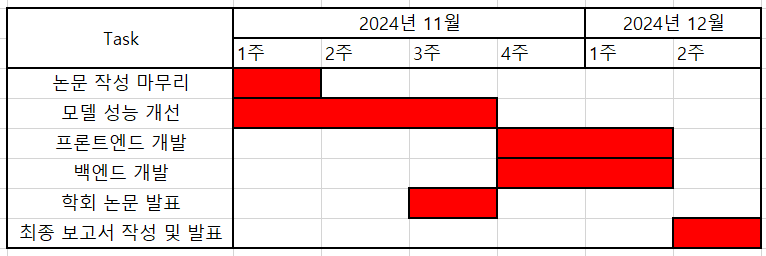 Task
2024년 11월
2024년 12월
1주
2주
3주
4주
1주
2주
논문 작성 마무리
모델 성능 개선
프론트엔드 개발
백엔드 개발
학회 논문 발표
최종 보고서 작성 및 발표